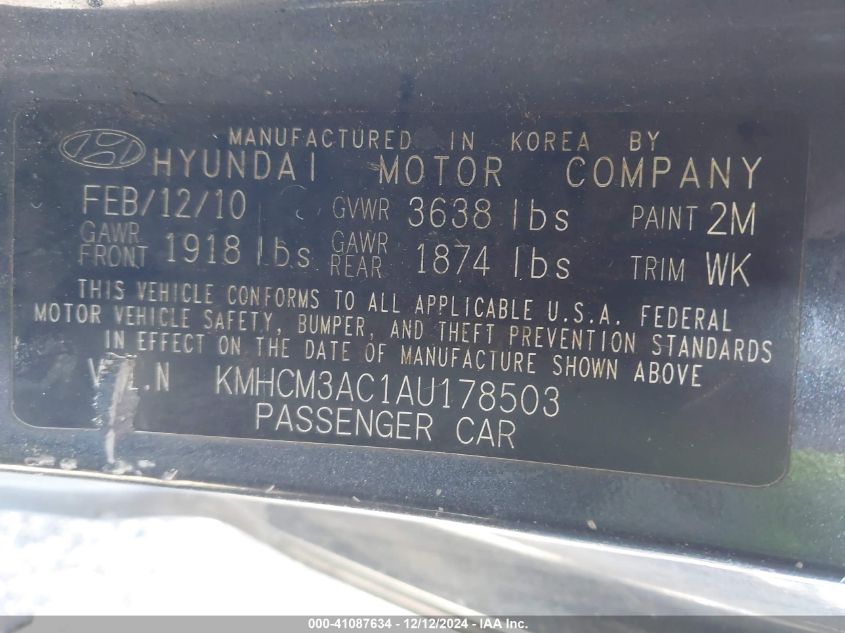 MANUFACTURED IN KOREA BY
HYUNDAI MOTOR COMPANY
FEB/12/10 GVWR 3638 lbs PAINT 2M
GAWR FRONT 1918 lbs GAWR REAR 1874 lbs TRIM WK
THIS VEHICLE CONFORMS TO ALL APPLICABLE U.S.A. FEDERAL
MOTOR VEHICLE SAFETY, BUMPER, AND THEFT PREVENTION STANDARDS
IN EFFECT ON THE DATE OF MANUFACTURE SHOWN ABOVE
V.I.N KMHCM3AC1AU178503
PASSENGER CAR
000-41087634 - 12/12/2024 - IAA Inc.